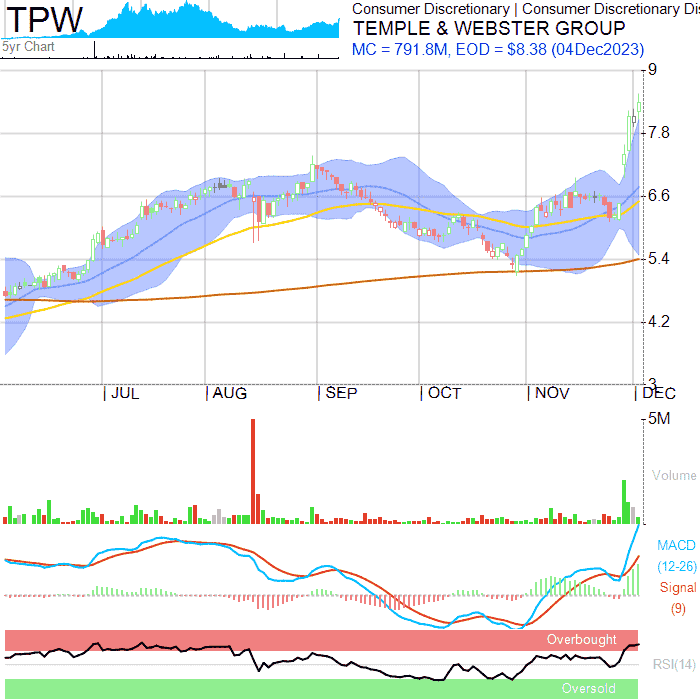 TPW
Consumer Discretionary | Consumer Discretionary Dis
TEMPLE & WEBSTER GROUP
5yr Chart
MC = 791.8M, EOD = $8.38 (04Dec2023)
9
7.8
6.6
5.4
4.2
3
JUL AUG SEP OCT NOV DEC
5M
Volume
MACD
(12-26)
Signal
(9)
Overbought
RSI(14)
Oversold